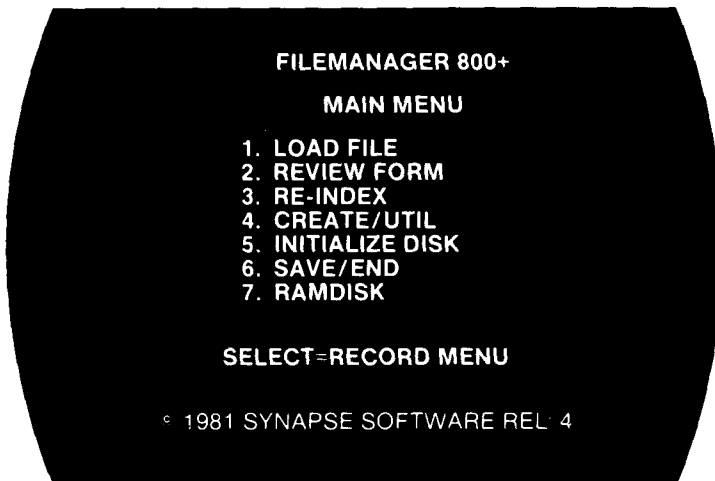 FILEMANAGER 800+
MAIN MENU
1. LOAD FILE
2. REVIEW FORM
3. RE-INDEX
4. CREATE/UTIL
5. INITIALIZE DISK
6. SAVE/END
7. RAMDISK
SELECT=RECORD MENU
© 1981 SYNAPSE SOFTWARE REL 4